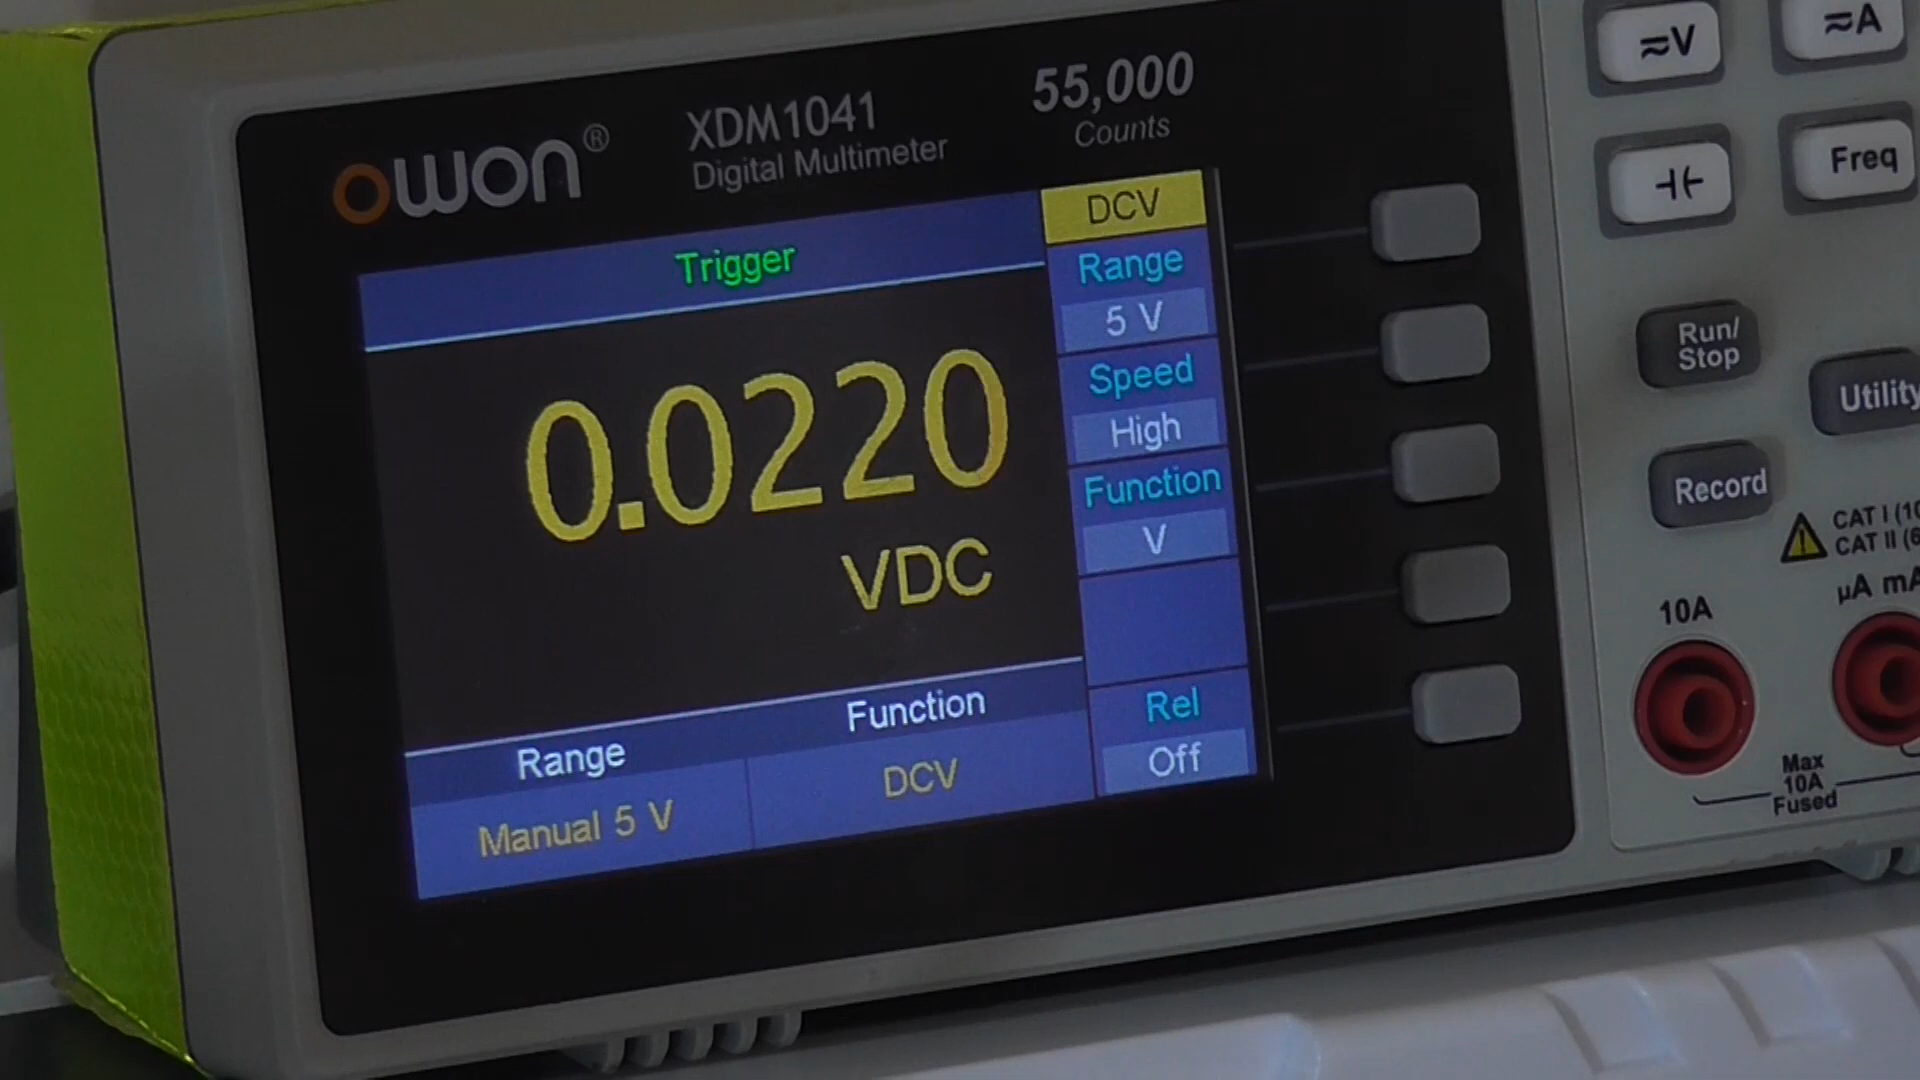 owon®
XDM1041
Digital Multimeter
55,000
Counts
Trigger
0.0220
VDC
Range
Function
Manual 5 V
DCV
DCV
Range
5 V
Speed
High
Function
V
Rel
Off
≂V
≂A
Freq
Run/
Stop
Utility
Record
CAT I (10
CAT II (6
10A
µA mA
Max
10A
Fused